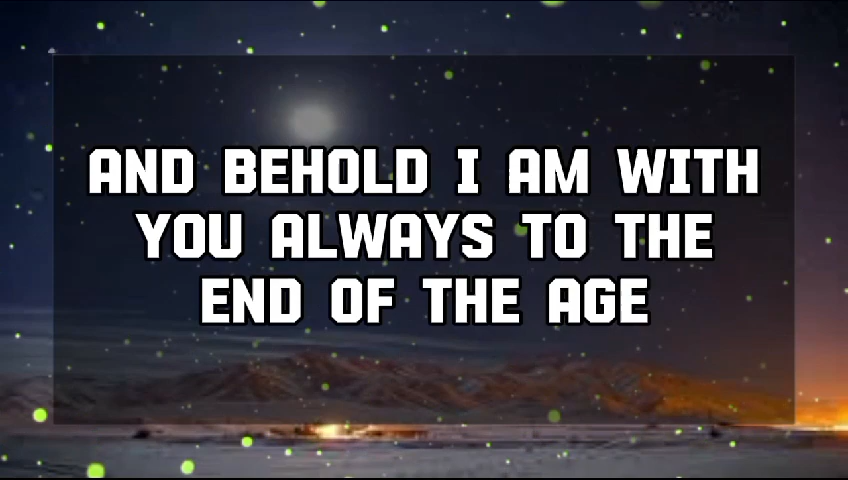 AND BEHOLD I AM WITH
YOU ALWAYS TO THE
END OF THE AGE